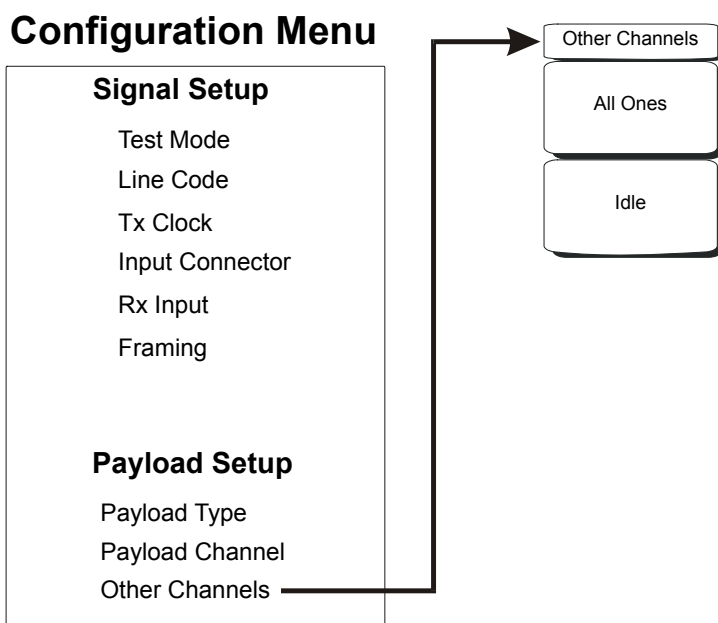 Configuration Menu
Signal Setup
Test Mode
Line Code
Tx Clock
Input Connector
Rx Input
Framing
Payload Setup
Payload Type
Payload Channel
Other Channels
Other Channels
All Ones
Idle